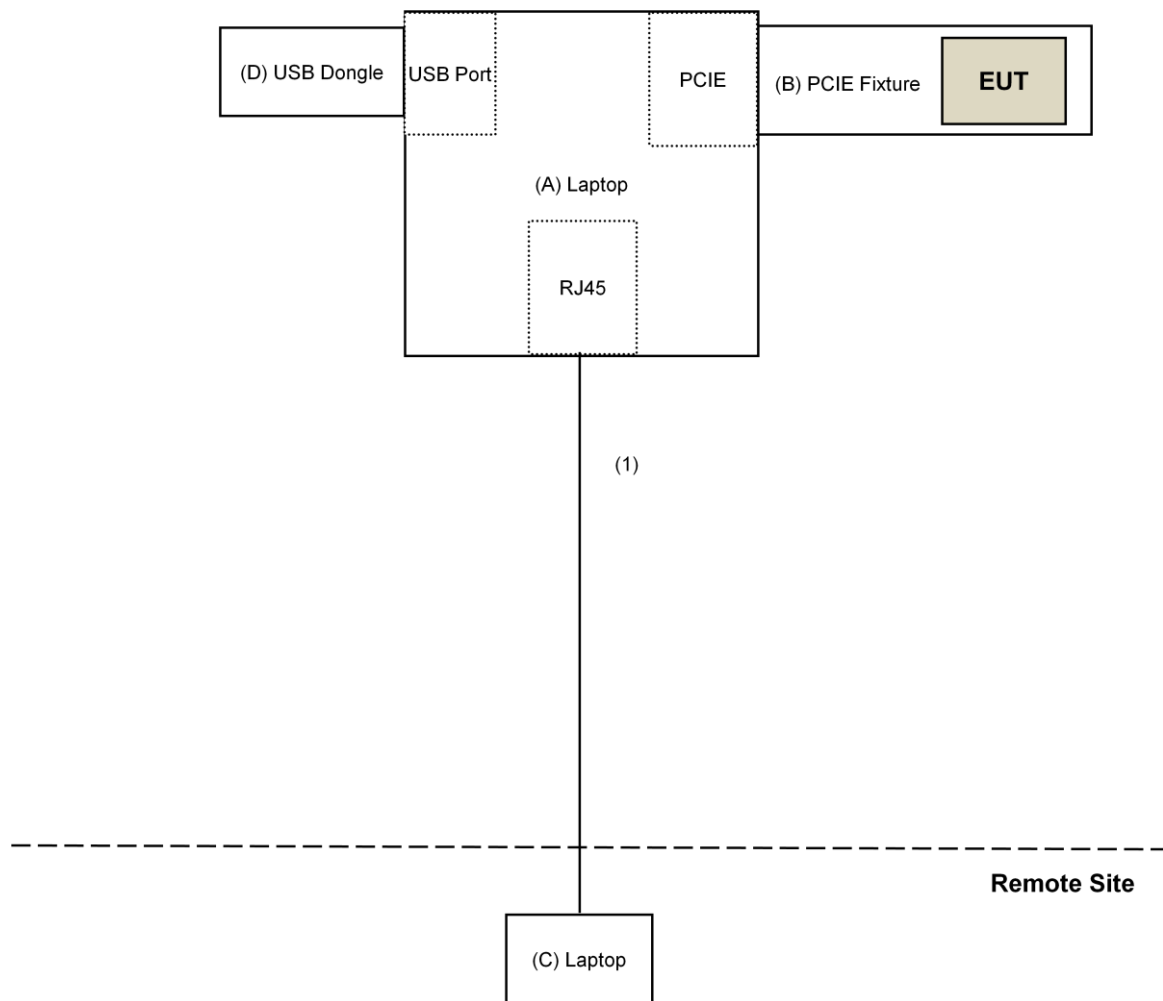 (D) USB Dongle
USB Port
PCIE
(B) PCIE Fixture
EUT
(A) Laptop
RJ45
(1)
Remote Site
(C) Laptop